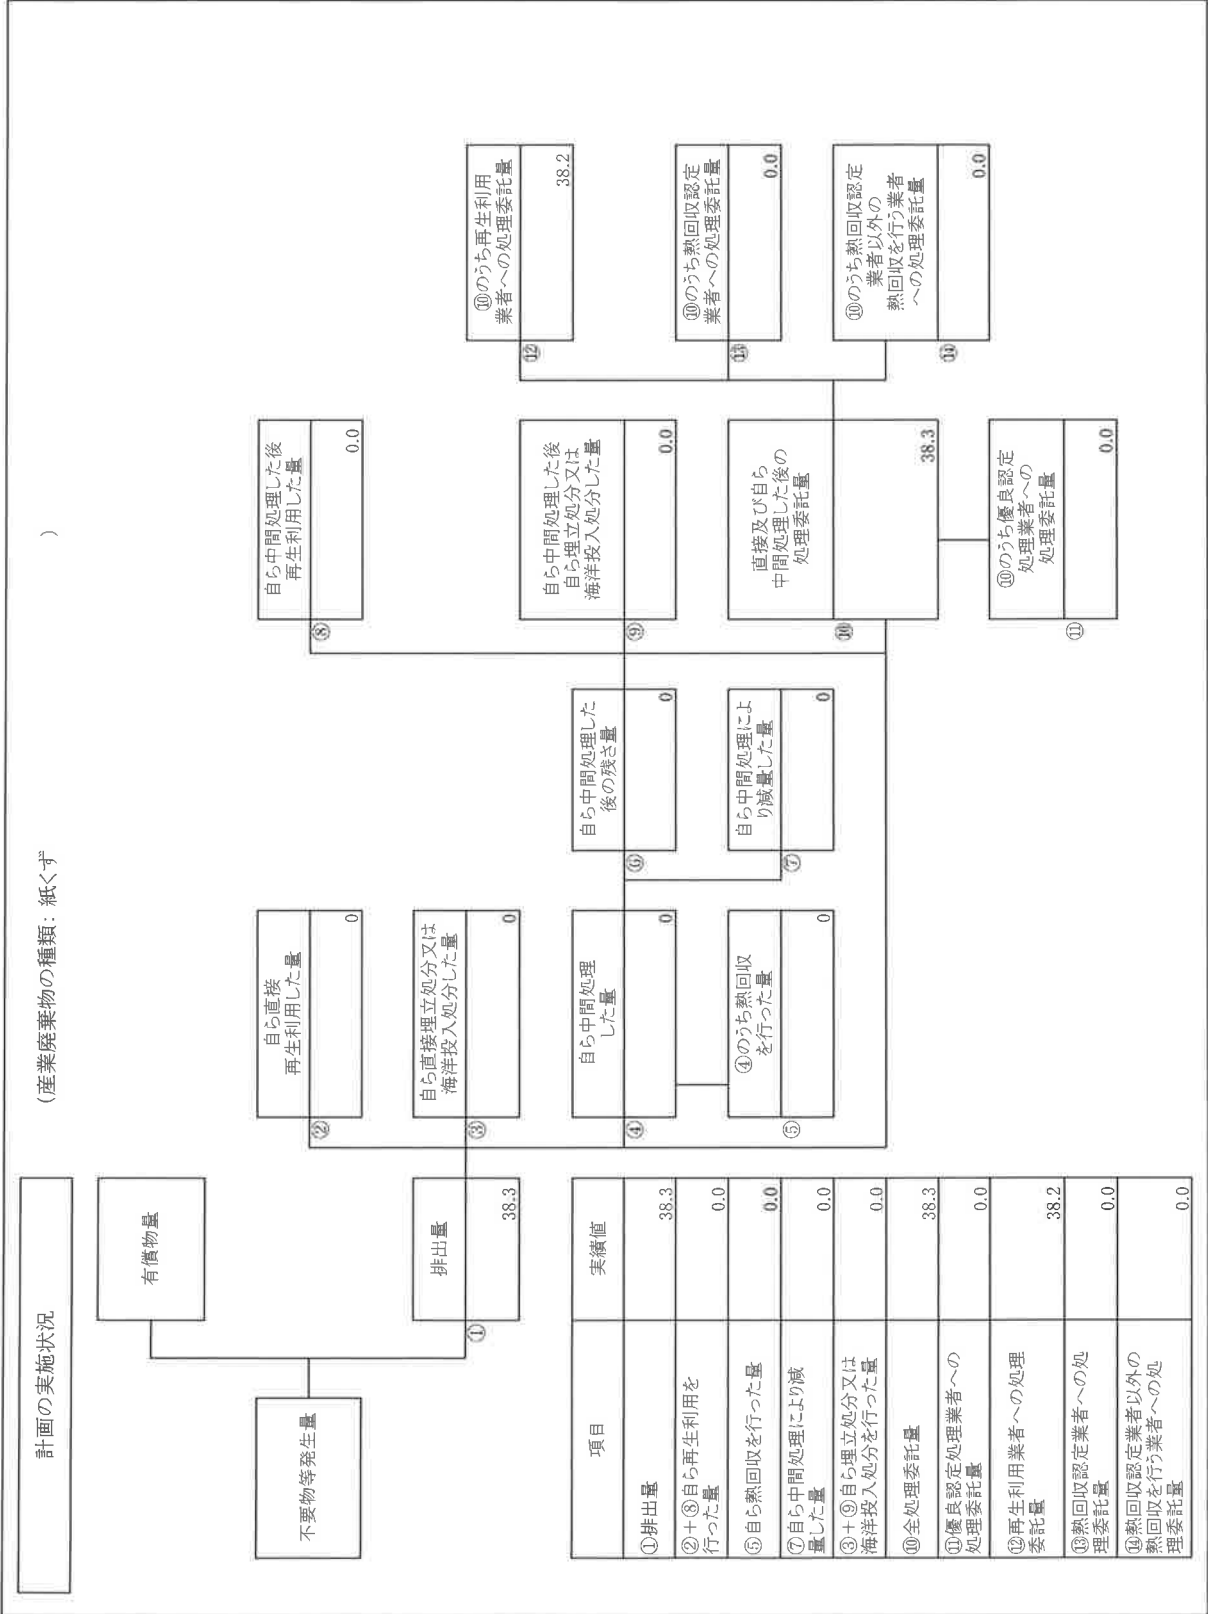 計画の実施状況
(産業廃棄物の種類：紙くず　　　　)
不要物等発生量
有償物量
排出量
①
38.3
自ら直接
再生利用した量
②
0
自ら直接埋立処分又は
海洋投入処分した量
③
0
自ら中間処理
した量
④
0
④のうち熱回収
を行った量
⑤
0
自ら中間処理した
後の残さ量
⑥
0
自ら中間処理によ
り減量した量
⑦
0
自ら中間処理した後
再生利用した量
⑧
0.0
自ら中間処理した後
自ら埋立処分又は
海洋投入処分した量
⑨
0.0
直接及び自ら
中間処理した後の
処理委託量
⑩
38.3
⑩のうち優良認定
処理業者への
処理委託量
⑪
0.0
⑩のうち再生利用
業者への処理委託量
⑫
38.2
⑩のうち熱回収認定
業者への処理委託量
⑬
0.0
⑩のうち熱回収認定
業者以外の
熱回収を行う業者
への処理委託量
⑭
0.0
項目 実績値
①排出量 38.3
②+⑧自ら再生利用を
行った量 0.0
⑤自ら熱回収を行った量 0.0
⑦自ら中間処理により減
量した量 0.0
③+⑨自ら埋立処分又は
海洋投入処分を行った量 0.0
⑩全処理委託量 38.3
⑪優良認定処理業者への
処理委託量 0.0
⑫再生利用業者への処理
委託量 38.2
⑬熱回収認定業者への処
理委託量 0.0
⑭熱回収認定業者以外の
熱回収を行う業者への処
理委託量 0.0